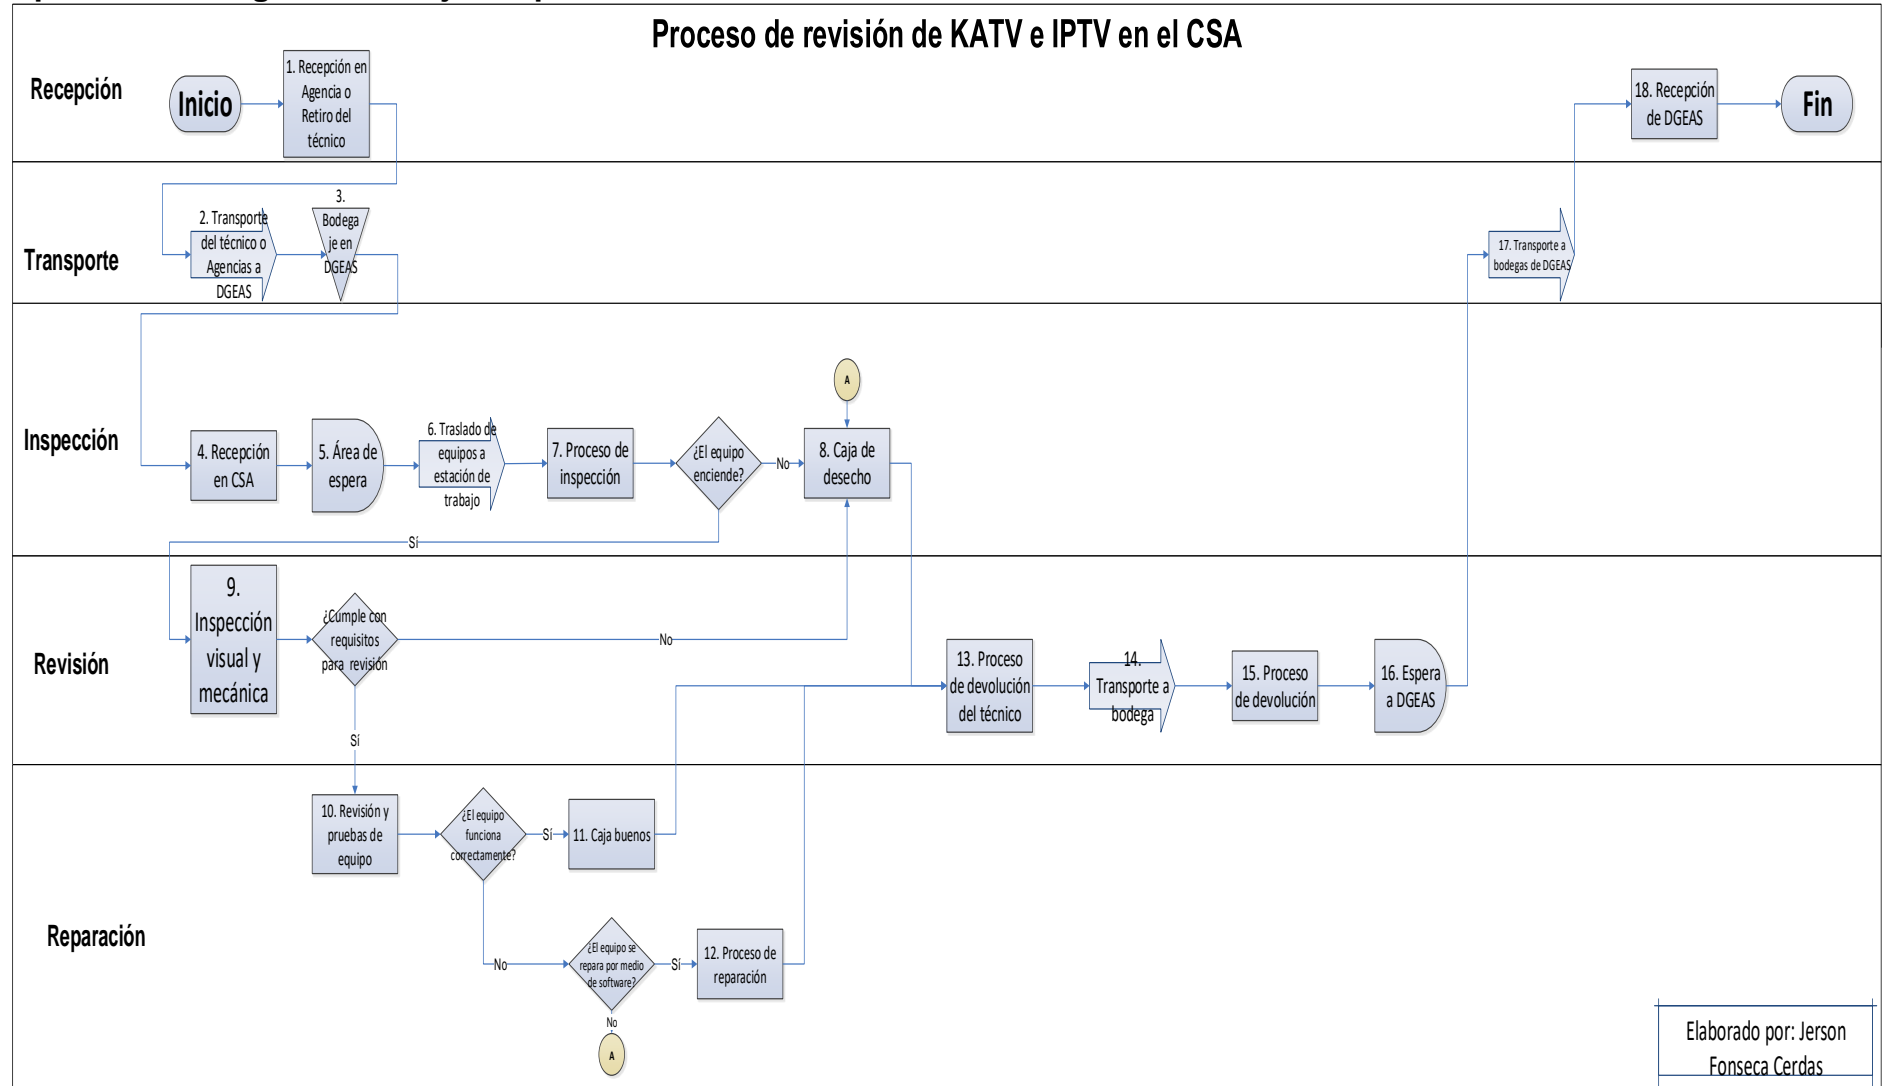 Proceso de revisión de KATV e IPTV en el CSA
Recepción
Inicio
1. Recepción en
Agencia o
Retiro del
técnico
18. Recepción
de DGEAS
Fin
Transporte
2. Transporte
del técnico o
Agencias a
DGEAS
3.
Bodega
je en
DGEAS
17. Transporte a
bodegas de DGEAS
Inspección
4. Recepción
en CSA
5. Área de
espera
6. Traslado de
equipos a
estación de
trabajo
7. Proceso de
inspección
¿El equipo
enciende?
No
A
8. Caja de
desecho
Sí
Revisión
9.
Inspección
visual y
mecánica
¿Cumple con
requisitos
para revisión
No
Sí
13. Proceso
de devolución
del técnico
14.
Transporte a
bodega
15. Proceso
de devolución
16. Espera
a DGEAS
Reparación
10. Revisión y
pruebas de
equipo
¿El equipo
funciona
correctamente?
Sí
11. Caja buenos
No
¿El equipo se
repara por medio
de software?
Sí
12. Proceso de
reparación
No
A
Elaborado por: Jerson
Fonseca Cerdas